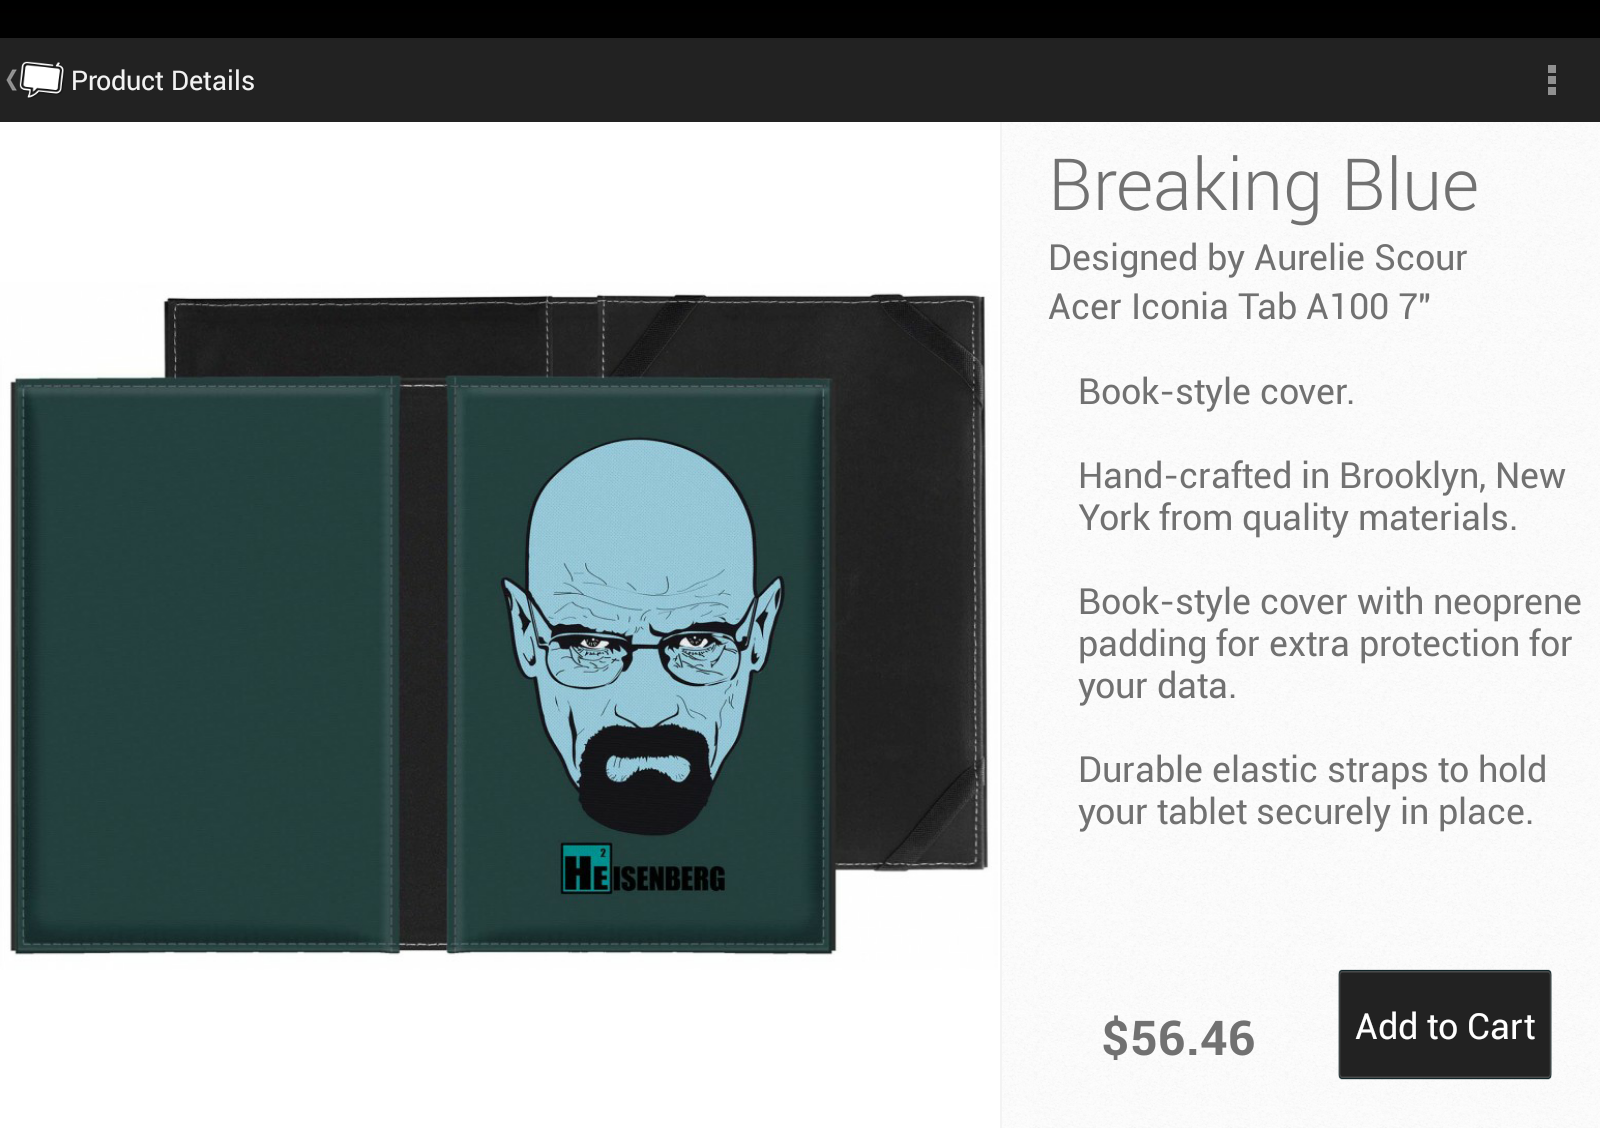 Product Details
Breaking Blue
Designed by Aurelie Scour
Acer Iconia Tab A100 7"
Book-style cover.
Hand-crafted in Brooklyn, New
York from quality materials.
Book-style cover with neoprene
padding for extra protection for
your data.
Durable elastic straps to hold
your tablet securely in place.
2
HEISENBERG
$56.46
Add to Cart